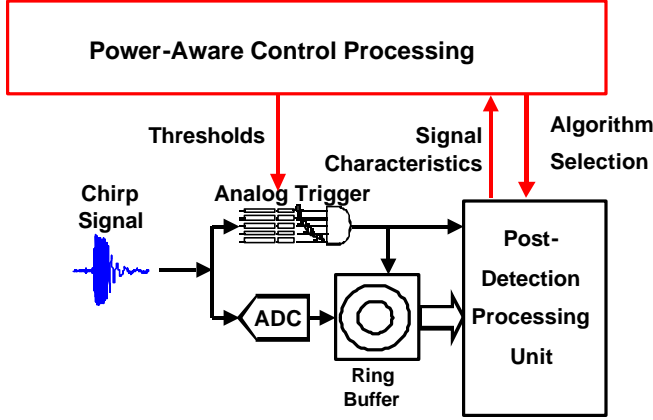 Power-Aware Control Processing
Thresholds
Signal
Characteristics
Algorithm
Selection
Chirp
Signal
Analog Trigger
ADC
Ring
Buffer
Post-
Detection
Processing
Unit